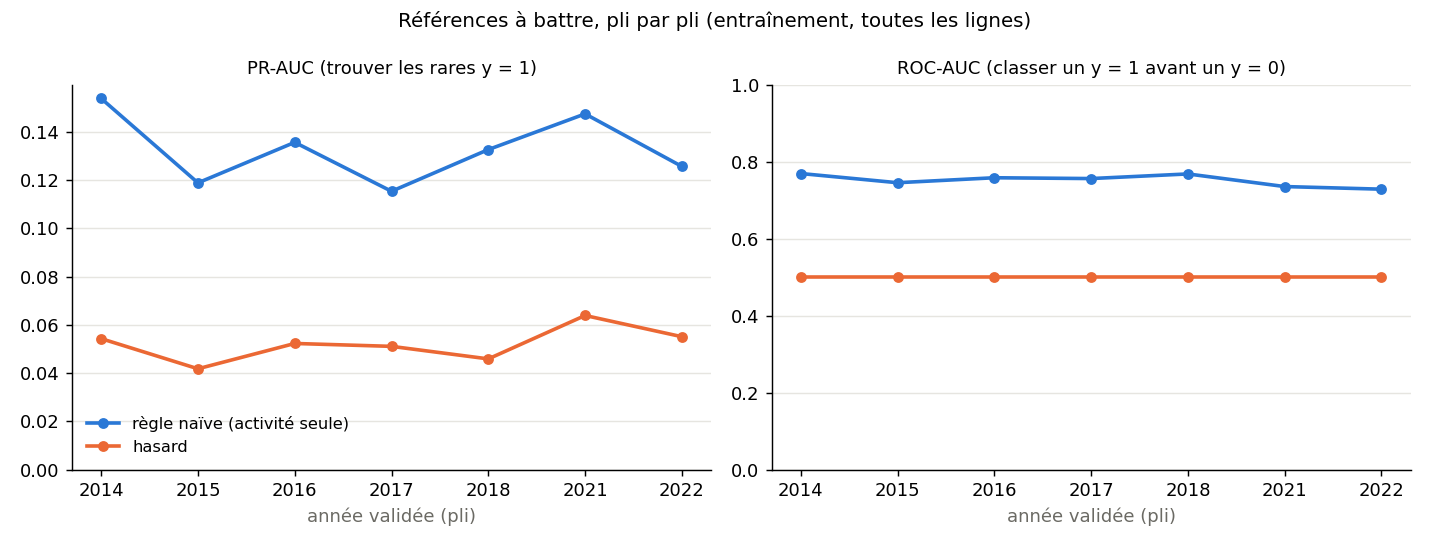 Références à battre, pli par pli (entraînement, toutes les lignes)
PR-AUC (trouver les rares y = 1)
0.14
0.12
0.10
0.08
0.06
0.04
0.02
0.00
règle naïve (activité seule)
hasard
2014 2015 2016 2017 2018 2021 2022
année validée (pli)
ROC-AUC (classer un y = 1 avant un y = 0)
1.0
0.8
0.6
0.4
0.2
0.0
2014 2015 2016 2017 2018 2021 2022
année validée (pli)